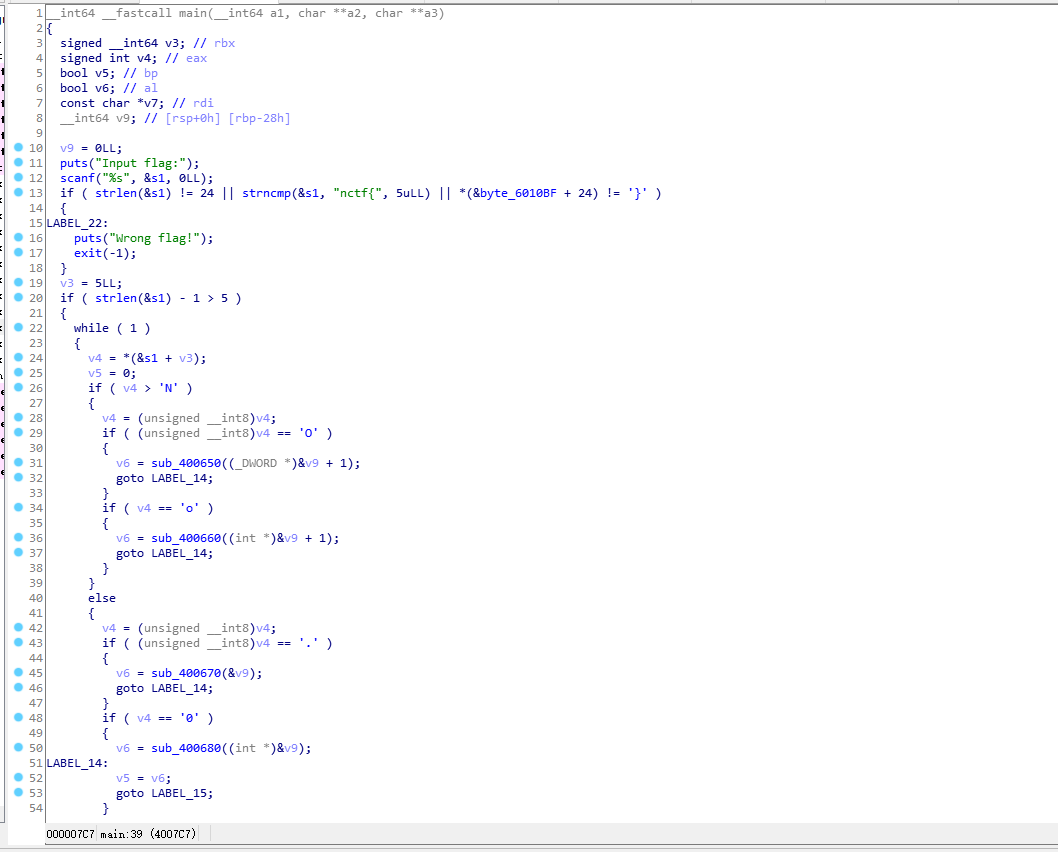 1 __int64 __fastcall main(__int64 a1, char **a2, char **a3)
2 {
3 signed __int64 v3; // rbx
4 signed int v4; // eax
5 bool v5; // bp
6 bool v6; // al
7 const char *v7; // rdi
8 __int64 v9; // [rsp+0h] [rbp-28h]
9
10 v9 = 0LL;
11 puts("Input flag:");
12 scanf("%s", &s1, 0LL);
13 if ( strlen(&s1) != 24 || strncmp(&s1, "nctf{", 5uLL) || *(&byte_6010BF + 24) != '}' )
14 {
15 LABEL_22:
16 puts("Wrong flag!");
17 exit(-1);
18 }
19 v3 = 5LL;
20 if ( strlen(&s1) - 1 > 5 )
21 {
22 while ( 1 )
23 {
24 v4 = *(&s1 + v3);
25 v5 = 0;
26 if ( v4 > 'N' )
27 {
28 v4 = (unsigned __int8)v4;
29 if ( (unsigned __int8)v4 == 'O' )
30 {
31 v6 = sub_400650((_DWORD *)&v9 + 1);
32 goto LABEL_14;
33 }
34 if ( v4 == 'o' )
35 {
36 v6 = sub_400660((int *)&v9 + 1);
37 goto LABEL_14;
38 }
39 }
40 else
41 {
42 v4 = (unsigned __int8)v4;
43 if ( (unsigned __int8)v4 == '.' )
44 {
45 v6 = sub_400670(&v9);
46 goto LABEL_14;
47 }
48 if ( v4 == '0' )
49 {
50 v6 = sub_400680((int *)&v9);
51 LABEL_14:
52 v5 = v6;
53 goto LABEL_15;
54 }
000007C7 main:39 (4007C7)